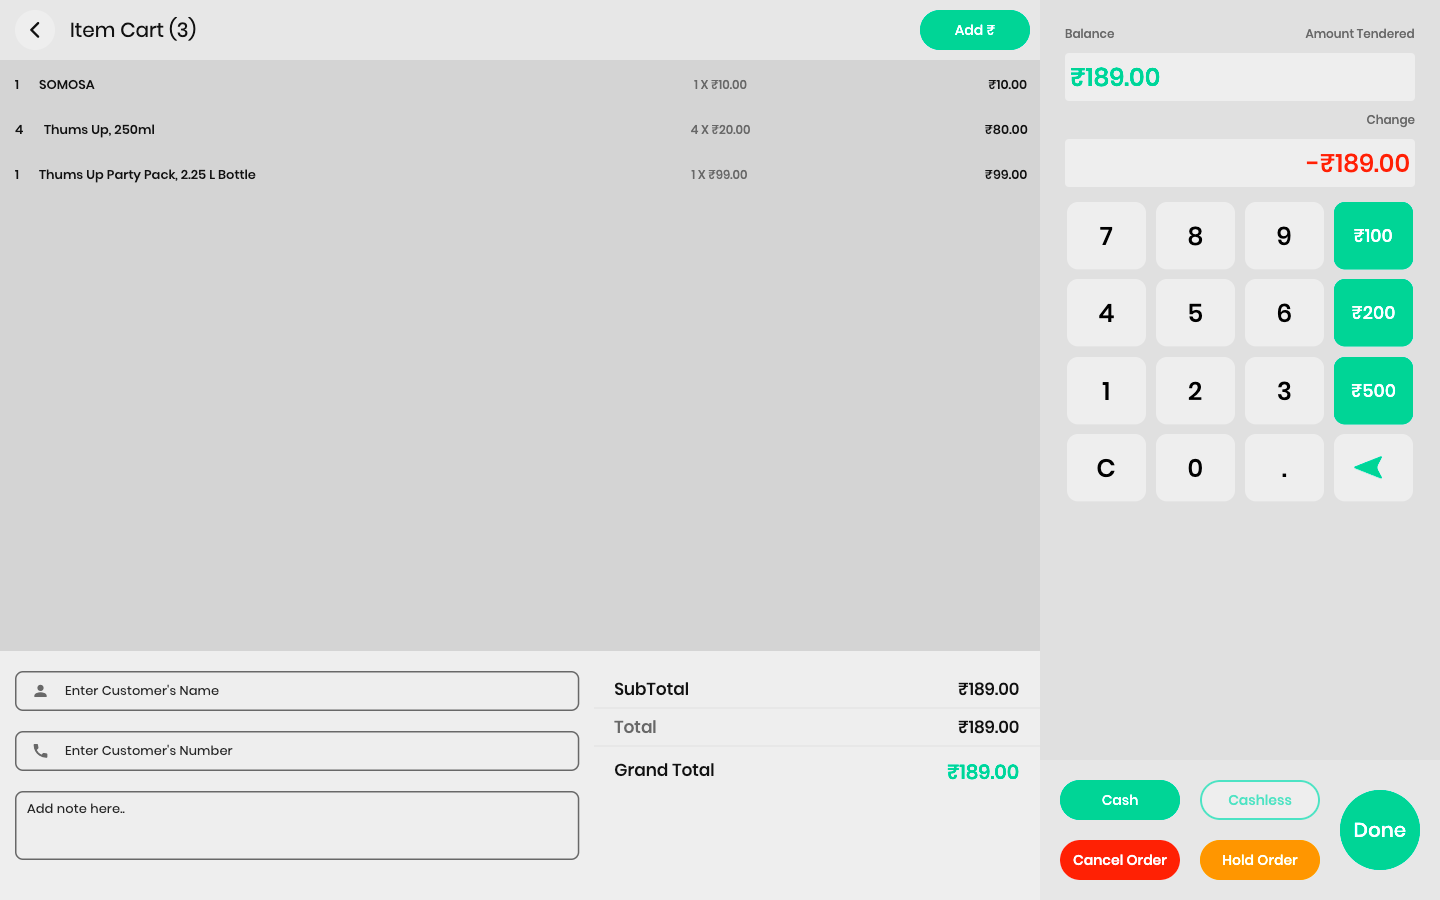 Item Cart (3)
Add ₹
1 SOMOSA 1 X ₹10.00 ₹10.00
4 Thums Up, 250ml 4 X ₹20.00 ₹80.00
1 Thums Up Party Pack, 2.25 L Bottle 1 X ₹99.00 ₹99.00
Enter Customer's Name
Enter Customer's Number
Add note here..
SubTotal ₹189.00
Total ₹189.00
Grand Total ₹189.00
Balance Amount Tendered
₹189.00
Change
-₹189.00
7 8 9 ₹100
4 5 6 ₹200
1 2 3 ₹500
C 0 .
Cash Cashless
Cancel Order Hold Order
Done